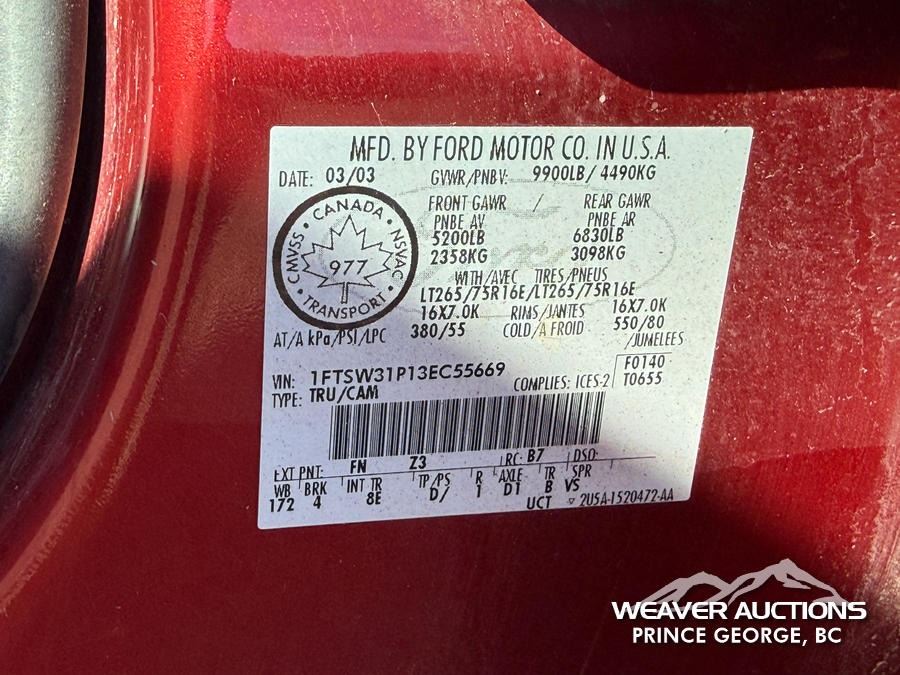 MFD. BY FORD MOTOR CO. IN U.S.A.
DATE: 03/03 GVWR/PNBV: 9900LB/ 4490KG
FRONT GAWR / REAR GAWR
PNBE AV PNBE AR
5200LB 6830LB
2358KG 3098KG
WITH/AVEC TIRES/PNEUS
LT265/75R16E/LT265/75R16E
16X7.0K RIMS/JANTES 16X7.0K
AT/A kPa/PSI/LPC 380/55 COLD/A FROID 550/80
/JUMELEES
CANADA
CMVSS 977 NSVAC
TRANSPORT
VIN: 1FTSW31P13EC55669 F0140
TYPE: TRU/CAM COMPLIES: ICES-2 T0655
EXT PNT: FN Z3 RC: B7 DSO:
WB BRK INT TR TP/PS R AXLE TR SPR
172 4 8E D/ 1 D1 B VS
UCT ▽ 2U5A-1520472-AA
WEAVER AUCTIONS
PRINCE GEORGE, BC